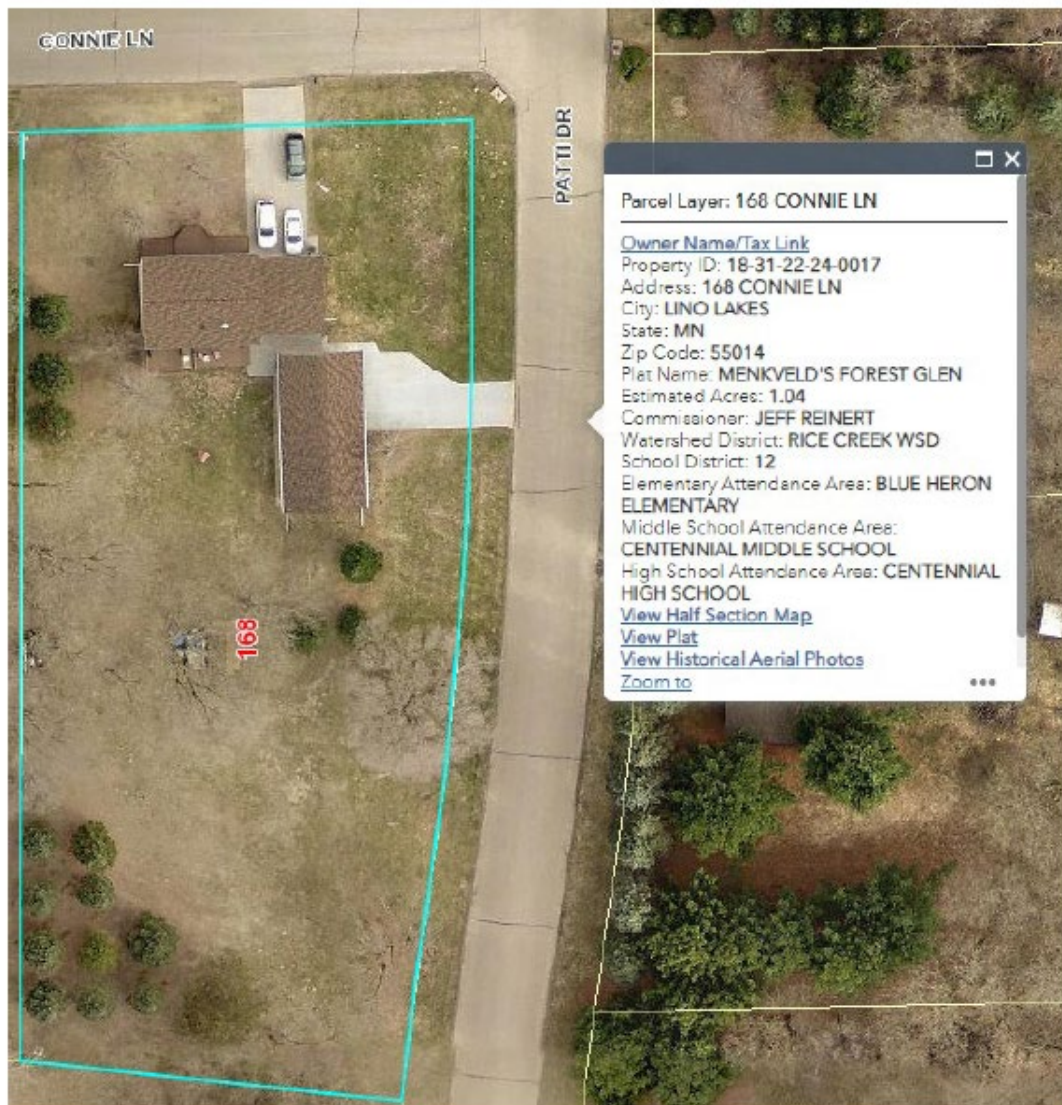 CONNIE LN
PATTI DR
Parcel Layer: 168 CONNIE LN
Owner Name/Tax Link
Property ID: 18-31-22-24-0017
Address: 168 CONNIE LN
City: LINO LAKES
State: MN
Zip Code: 55014
Plat Name: MENKVELD'S FOREST GLEN
Estimated Acres: 1.04
Commissioner: JEFF REINERT
Watershed District: RICE CREEK WSD
School District: 12
Elementary Attendance Area: BLUE HERON
ELEMENTARY
Middle School Attendance Area:
CENTENNIAL MIDDLE SCHOOL
High School Attendance Area: CENTENNIAL
HIGH SCHOOL
View Half Section Map
View Plat
View Historical Aerial Photos
Zoom to
168